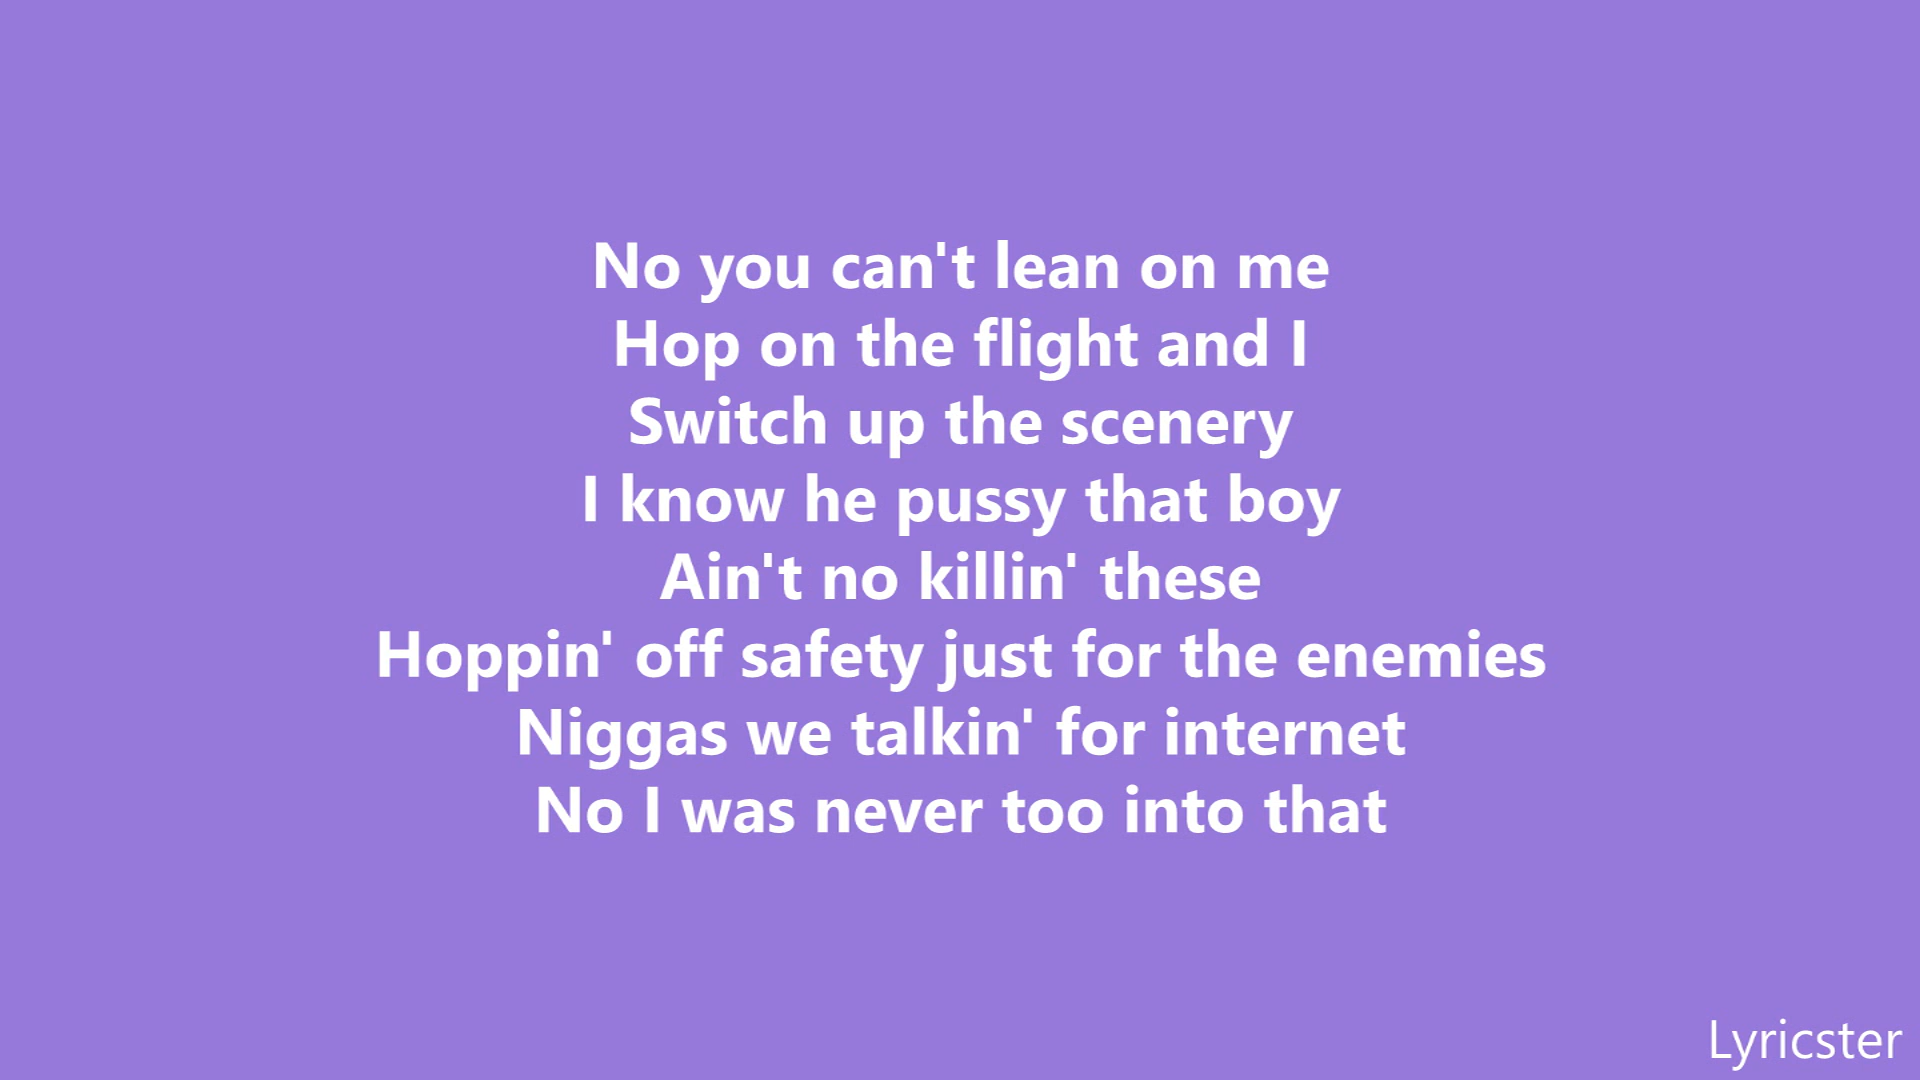 No you can't lean on me
Hop on the flight and I
Switch up the scenery
I know he pussy that boy
Ain't no killin' these
Hoppin' off safety just for the enemies
Niggas we talkin' for internet
No I was never too into that
Lyricster